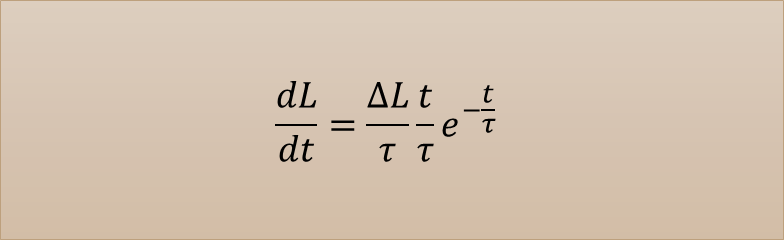 dL/dt = ΔL/τ t/τ e^(-t/τ)